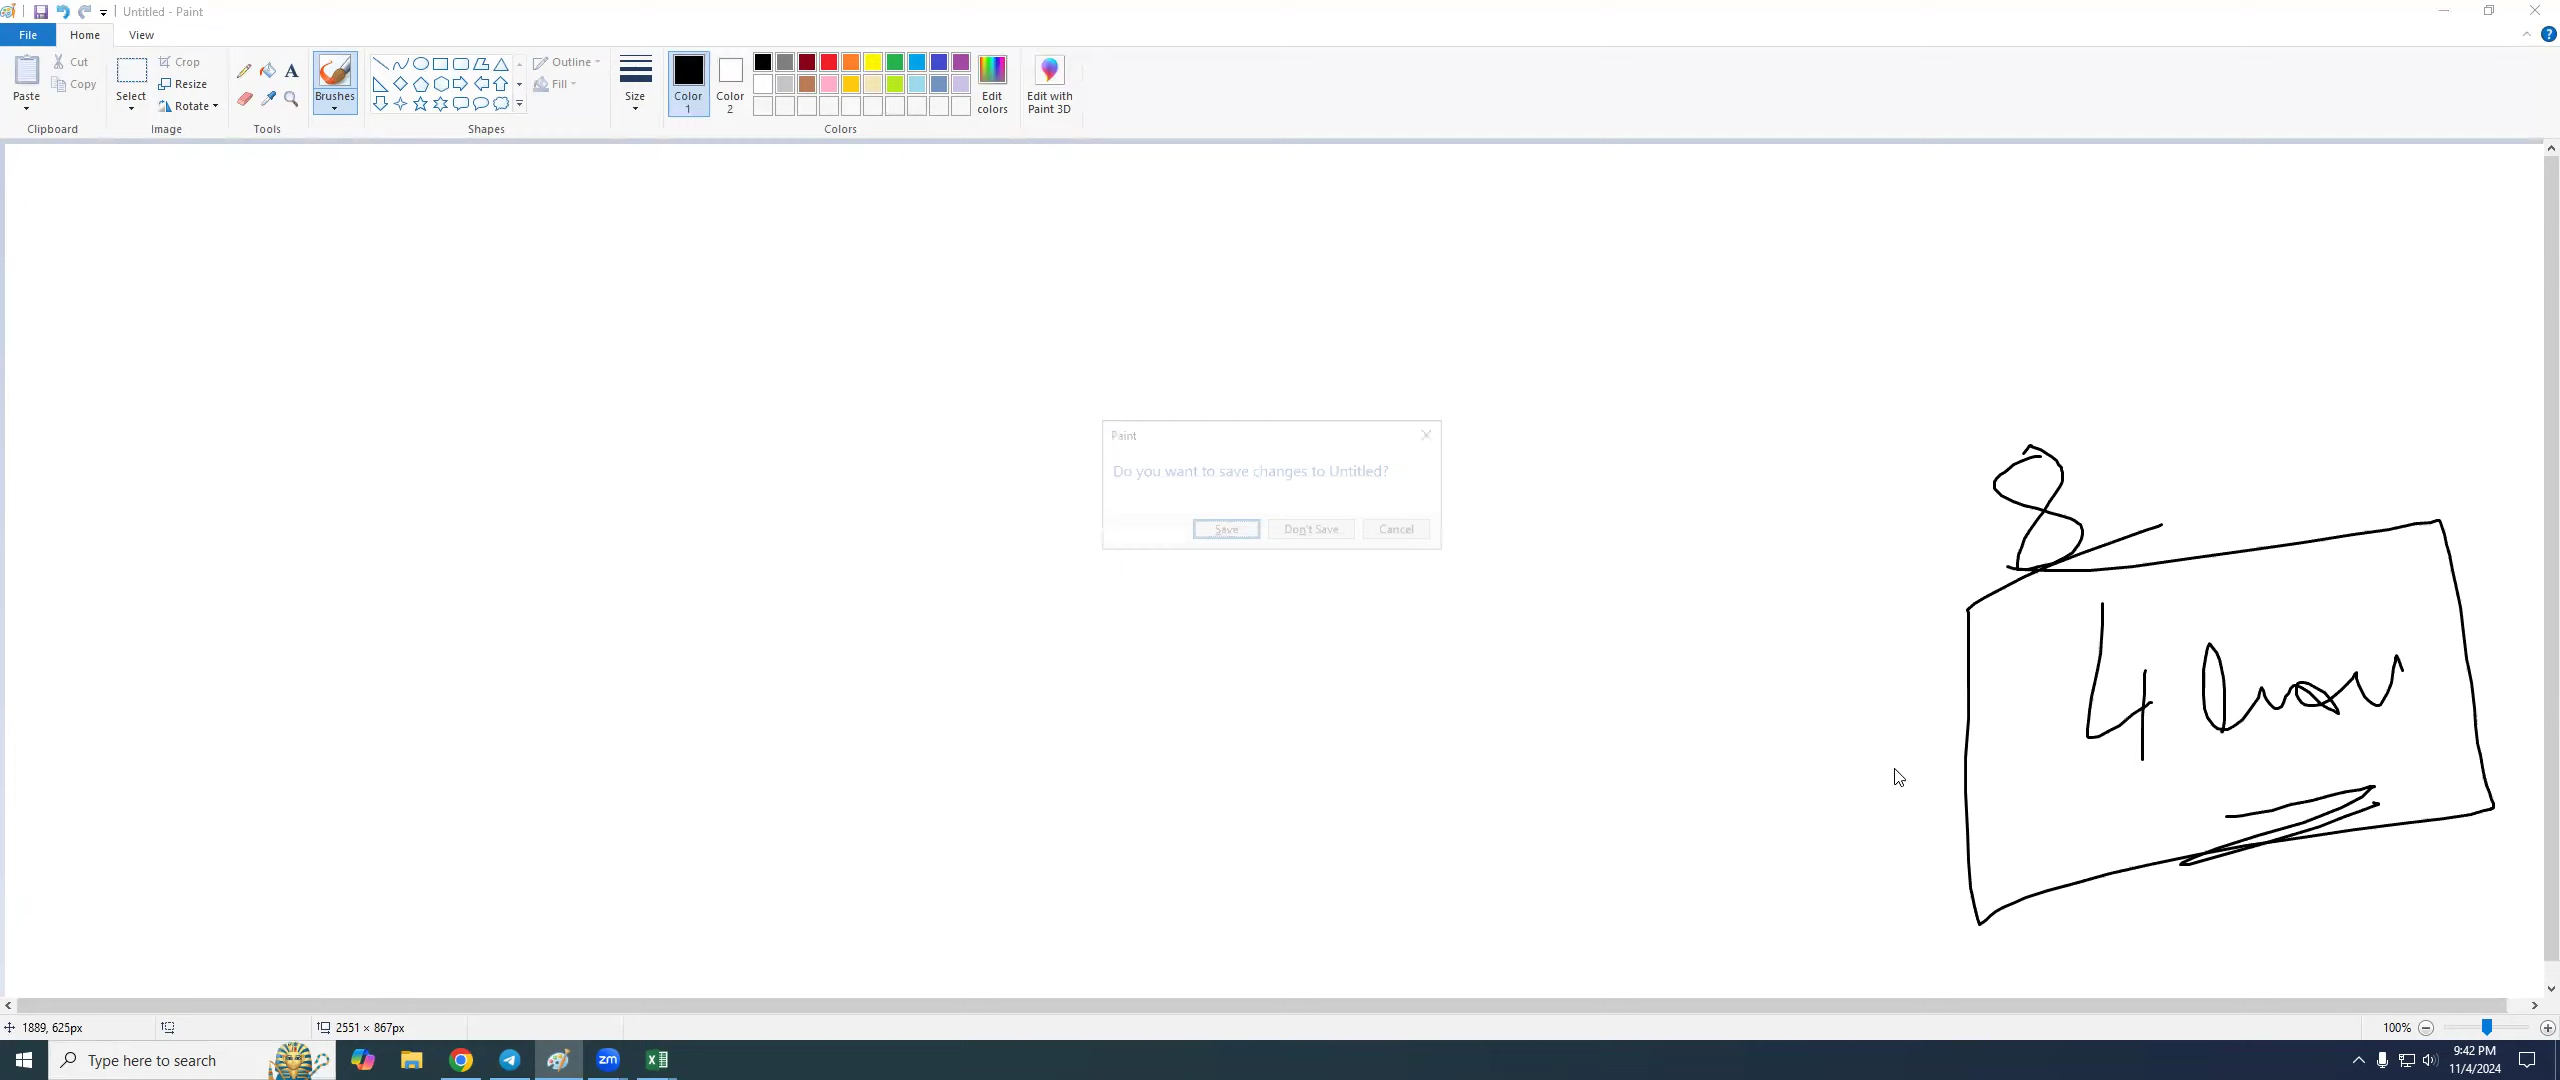 Untitled - Paint
File Home View
Paste Cut Copy Clipboard
Select Crop Resize Rotate Image
Tools
Brushes
Shapes
Outline Fill
Size
Color 1 Color 2
Edit colors
Colors
Edit with Paint 3D
Paint
Do you want to save changes to Untitled?
Save Don't Save Cancel
8
4
1889, 625px 2551 × 867px 100%
Type here to search zm 9:42 PM
11/4/2024